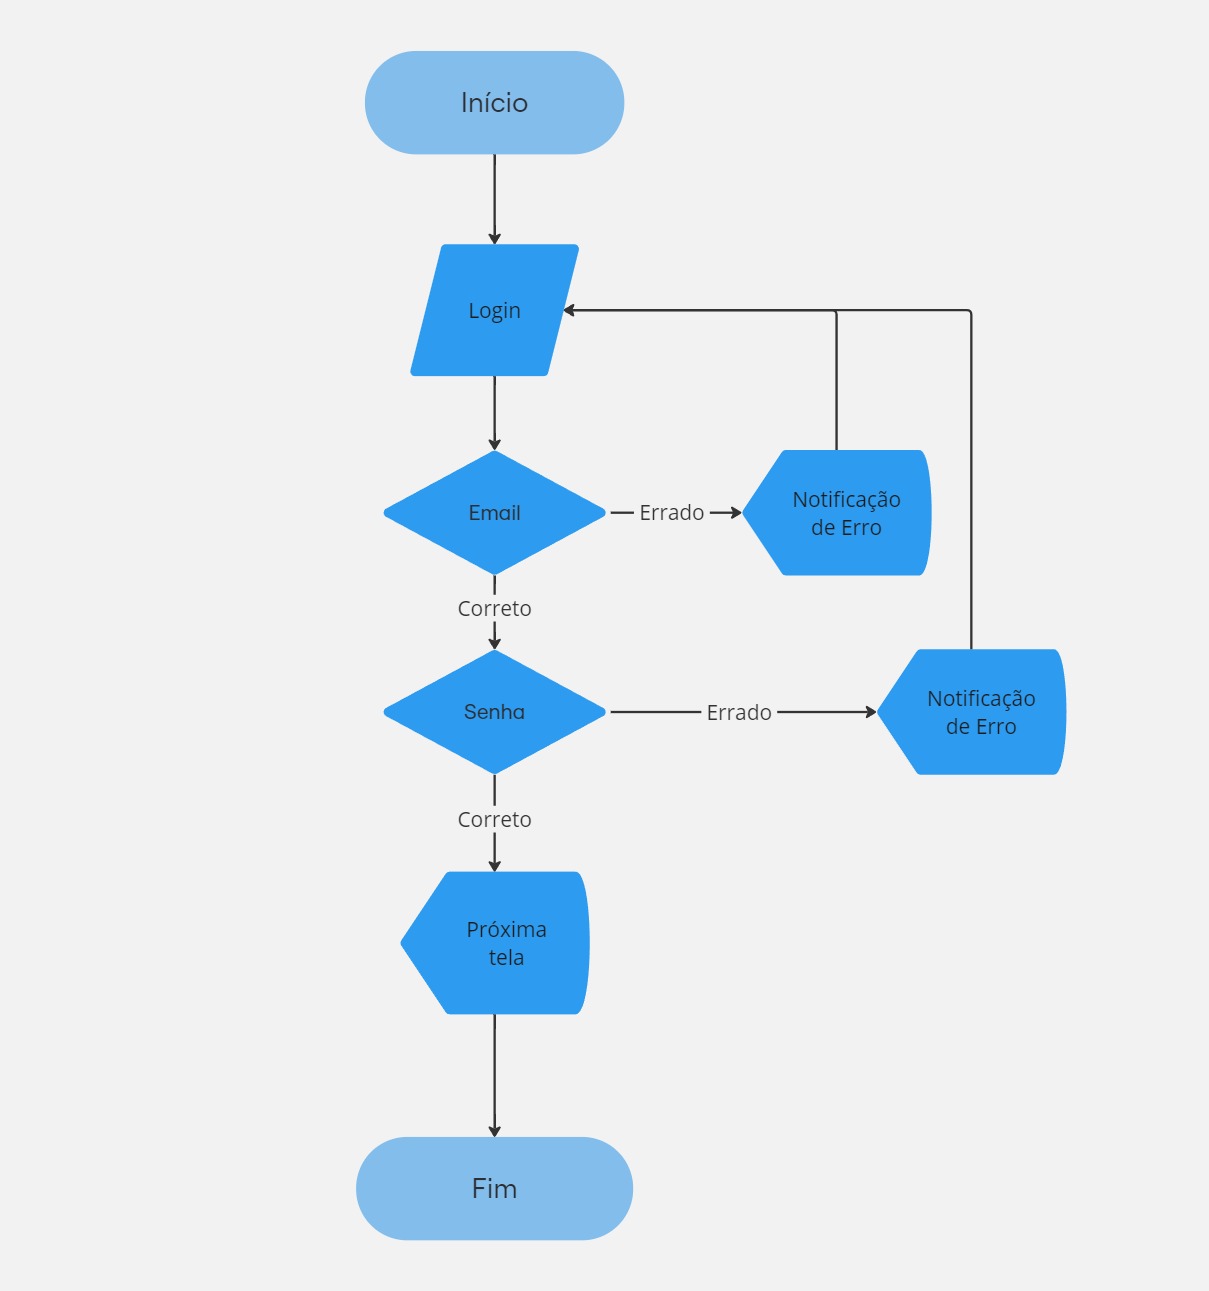 Início
Login
Email
Errado
Notificação
de Erro
Correto
Senha
Errado
Notificação
de Erro
Correto
Próxima
tela
Fim